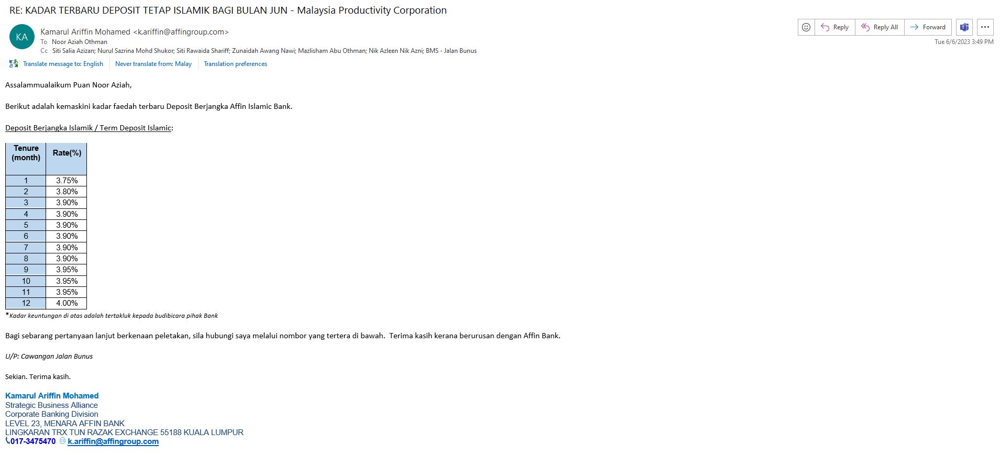 RE: KADAR TERBARU DEPOSIT TETAP ISLAMIK BAGI BULAN JUN - Malaysia Productivity Corporation
KA
Kamarul Ariffin Mohamed <k.ariffin@affingroup.com>
To Noor Aziah Othman
Cc Siti Salia Azizan; Nurul Sazrina Mohd Shukor; Siti Rawaida Shariff; Zunaidah Awang Nawi; Mazlisham Abu Othman; Nik Azleen Nik Azni; BMS - Jalan Bunus
Reply Reply All Forward
Tue 6/6/2023 3:49 PM
Translate message to: English Never translate from: Malay Translation preferences
Assalammualaikum Puan Noor Aziah,
Berikut adalah kemaskini kadar faedah terbaru Deposit Berjangka Affin Islamic Bank.
Deposit Berjangka Islamik / Term Deposit Islamic:
Tenure (month) Rate(%)
1 3.75%
2 3.80%
3 3.90%
4 3.90%
5 3.90%
6 3.90%
7 3.90%
8 3.90%
9 3.95%
10 3.95%
11 3.95%
12 4.00%
*Kadar keuntungan di atas adalah tertakluk kepada budibicara pihak Bank
Bagi sebarang pertanyaan lanjut berkenaan peletakan, sila hubungi saya melalui nombor yang tertera di bawah.  Terima kasih kerana berurusan dengan Affin Bank.
U/P: Cawangan Jalan Bunus
Sekian. Terima kasih.
Kamarul Ariffin Mohamed
Strategic Business Alliance
Corporate Banking Division
LEVEL 23, MENARA AFFIN BANK
LINGKARAN TRX TUN RAZAK EXCHANGE 55188 KUALA LUMPUR
017-3475470 k.ariffin@affingroup.com